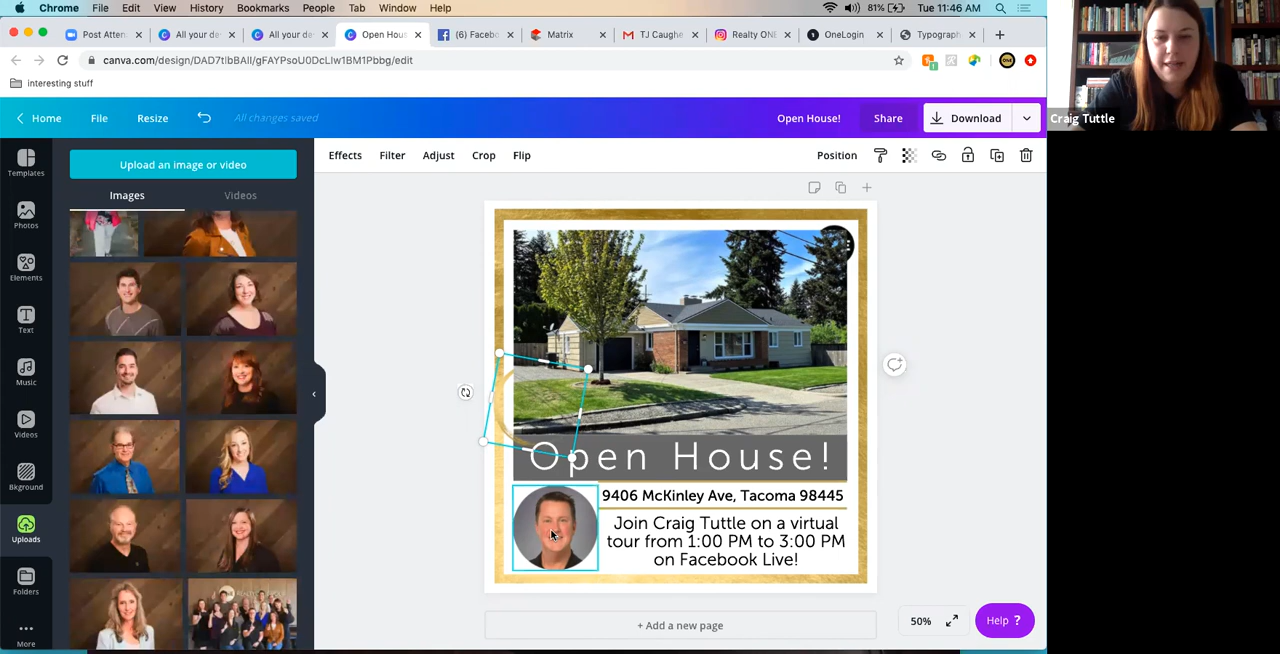 Chrome File Edit View History Bookmarks People Tab Window Help 81% Tue 11:46 AM
Post Atten All your de All your de Open Hous (6) Facebo Matrix TJ Caughe Realty ONE OneLogin Typograph
canva.com/design/DAD7tlbBAlI/gFAYPsoU0DcLlw1BM1Pbbg/edit ONE
interesting stuff
Home File Resize All changes saved Open House! Share Download
Craig Tuttle
Templates
Photos
Elements
Text
Music
Videos
Bkground
Uploads
Folders
More
Upload an image or video
Images Videos
Effects Filter Adjust Crop Flip Position
Open House!
9406 McKinley Ave, Tacoma 98445
Join Craig Tuttle on a virtual
tour from 1:00 PM to 3:00 PM
on Facebook Live!
+ Add a new page
50%
Help ?